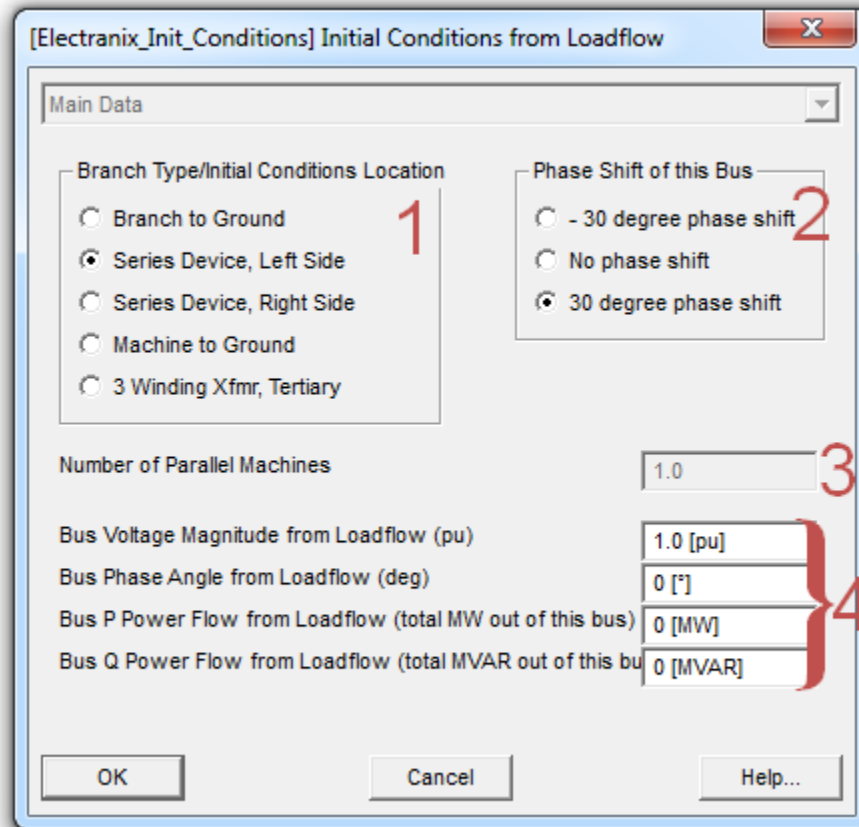 [Electranix_Init_Conditions] Initial Conditions from Loadflow
Main Data
Branch Type/Initial Conditions Location
Branch to Ground
Series Device, Left Side
Series Device, Right Side
Machine to Ground
3 Winding Xfmr, Tertiary
1
Phase Shift of this Bus
- 30 degree phase shift
No phase shift
30 degree phase shift
2
Number of Parallel Machines 1.0 3
Bus Voltage Magnitude from Loadflow (pu) 1.0 [pu]
Bus Phase Angle from Loadflow (deg) 0 [°]
Bus P Power Flow from Loadflow (total MW out of this bus) 0 [MW]
Bus Q Power Flow from Loadflow (total MVAR out of this bu 0 [MVAR]
4
OK Cancel Help...